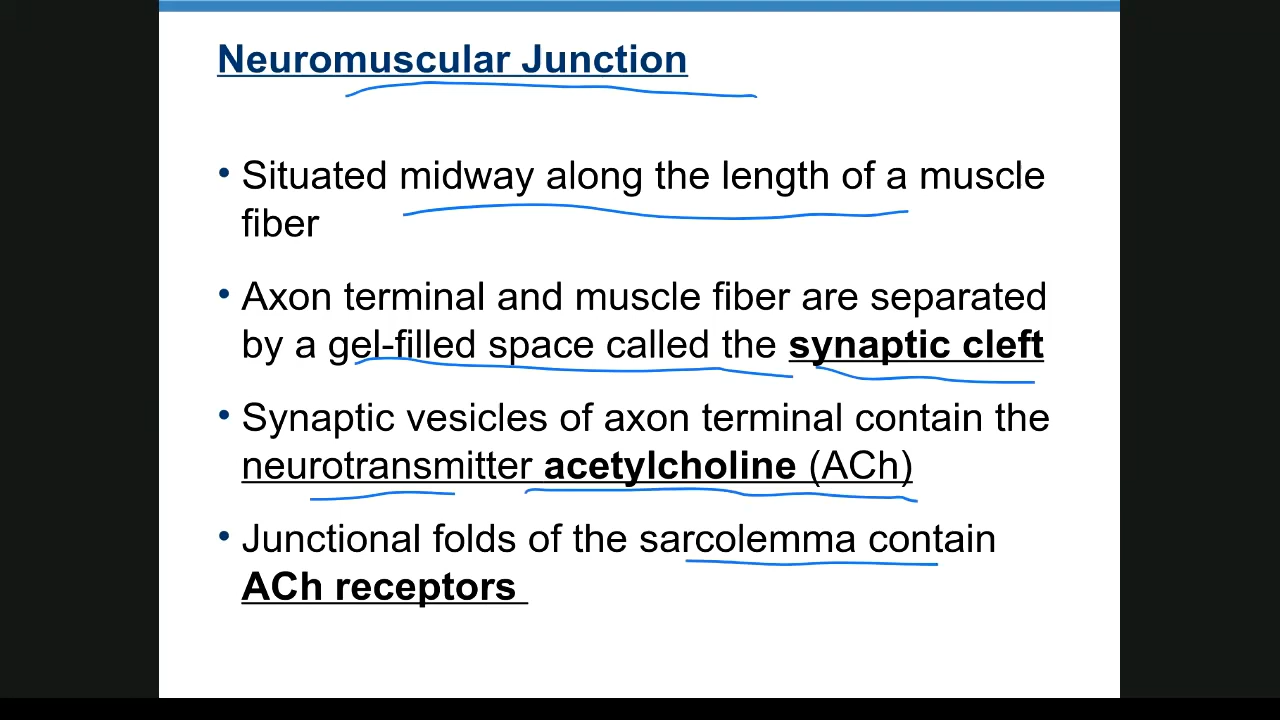 Neuromuscular Junction
• Situated midway along the length of a muscle
fiber
• Axon terminal and muscle fiber are separated
by a gel-filled space called the synaptic cleft
• Synaptic vesicles of axon terminal contain the
neurotransmitter acetylcholine (ACh)
• Junctional folds of the sarcolemma contain
ACh receptors